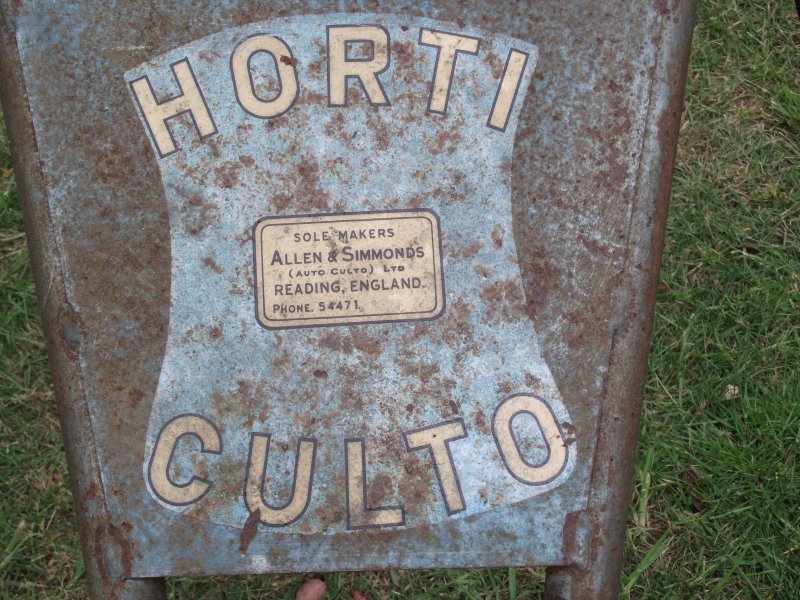 HORTI
SOLE MAKERS
ALLEN & SIMMONDS
(AUTO CULTO) LTD
READING, ENGLAND.
PHONE. 54471.
CULTO